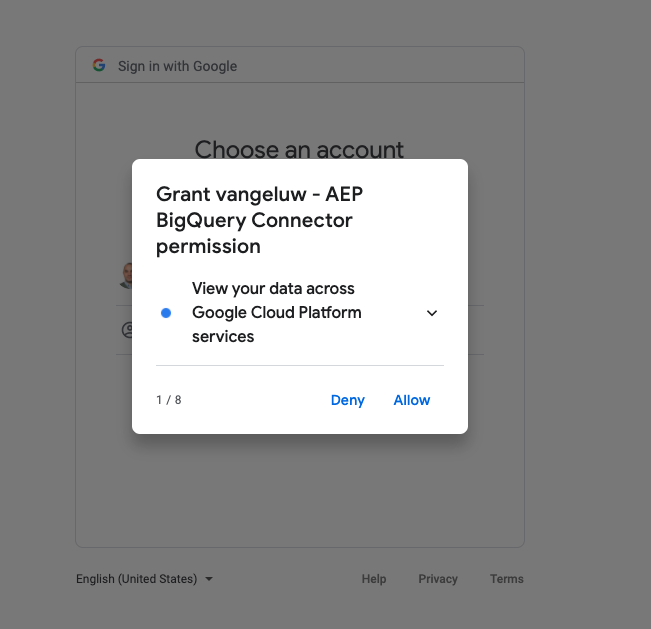 Sign in with Google
Choose an account
Grant vangeluw - AEP
BigQuery Connector
permission
View your data across
Google Cloud Platform
services
1 / 8
Deny
Allow
English (United States)
Help
Privacy
Terms